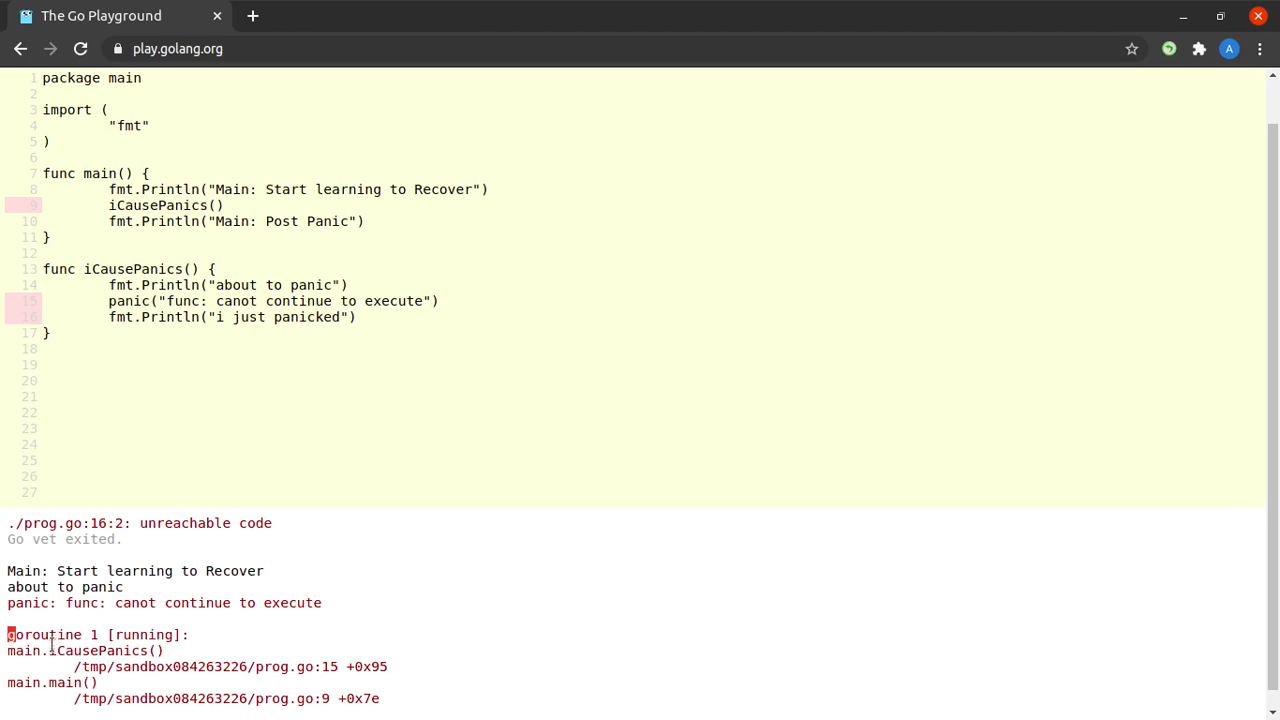 The Go Playground
play.golang.org
A
1 package main
2
3 import (
4 "fmt"
5 )
6
7 func main() {
8 fmt.Println("Main: Start learning to Recover")
9 iCausePanics()
10 fmt.Println("Main: Post Panic")
11 }
12
13 func iCausePanics() {
14 fmt.Println("about to panic")
15 panic("func: canot continue to execute")
16 fmt.Println("i just panicked")
17 }
18
19
20
21
22
23
24
25
26
27
./prog.go:16:2: unreachable code
Go vet exited.
Main: Start learning to Recover
about to panic
panic: func: canot continue to execute
goroutine 1 [running]:
main.iCausePanics()
/tmp/sandbox084263226/prog.go:15 +0x95
main.main()
/tmp/sandbox084263226/prog.go:9 +0x7e